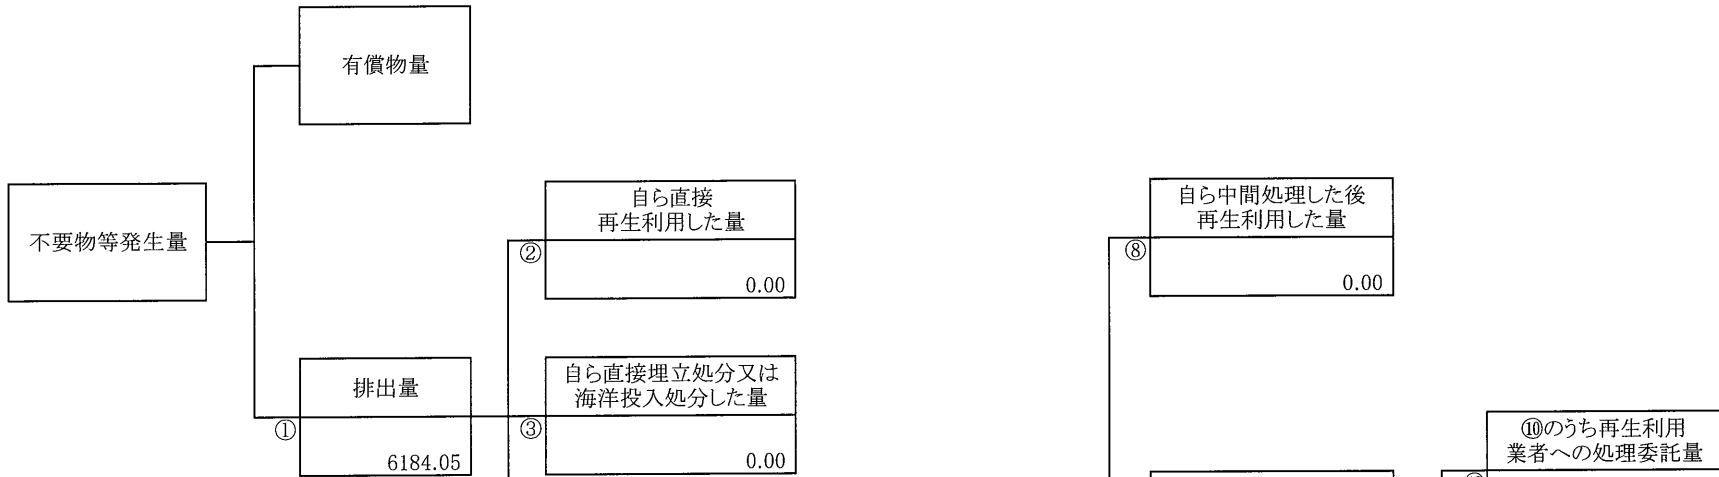 有償物量
不要物等発生量
自ら直接
再生利用した量
②
0.00
自ら中間処理した後
再生利用した量
⑧
0.00
排出量
①
6184.05
自ら直接埋立処分又は
海洋投入処分した量
③
0.00
⑩のうち再生利用
業者への処理委託量